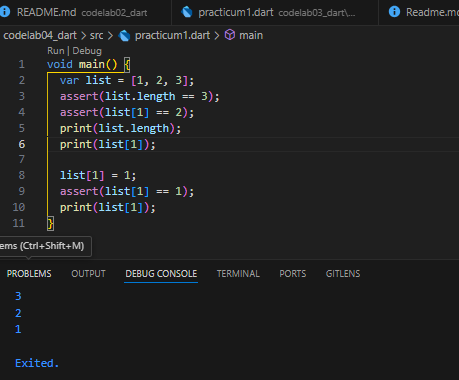 README.md codelab02_dart practicum1.dart codelab03_dart\... Readme.md
codelab04_dart > src > practicum1.dart > main
Run | Debug
1 void main() {
2   var list = [1, 2, 3];
3   assert(list.length == 3);
4   assert(list[1] == 2);
5   print(list.length);
6   print(list[1]);
7
8   list[1] = 1;
9   assert(list[1] == 1);
10   print(list[1]);
11 }
ems (Ctrl+Shift+M)
PROBLEMS OUTPUT DEBUG CONSOLE TERMINAL PORTS GITLENS
3
2
1
Exited.